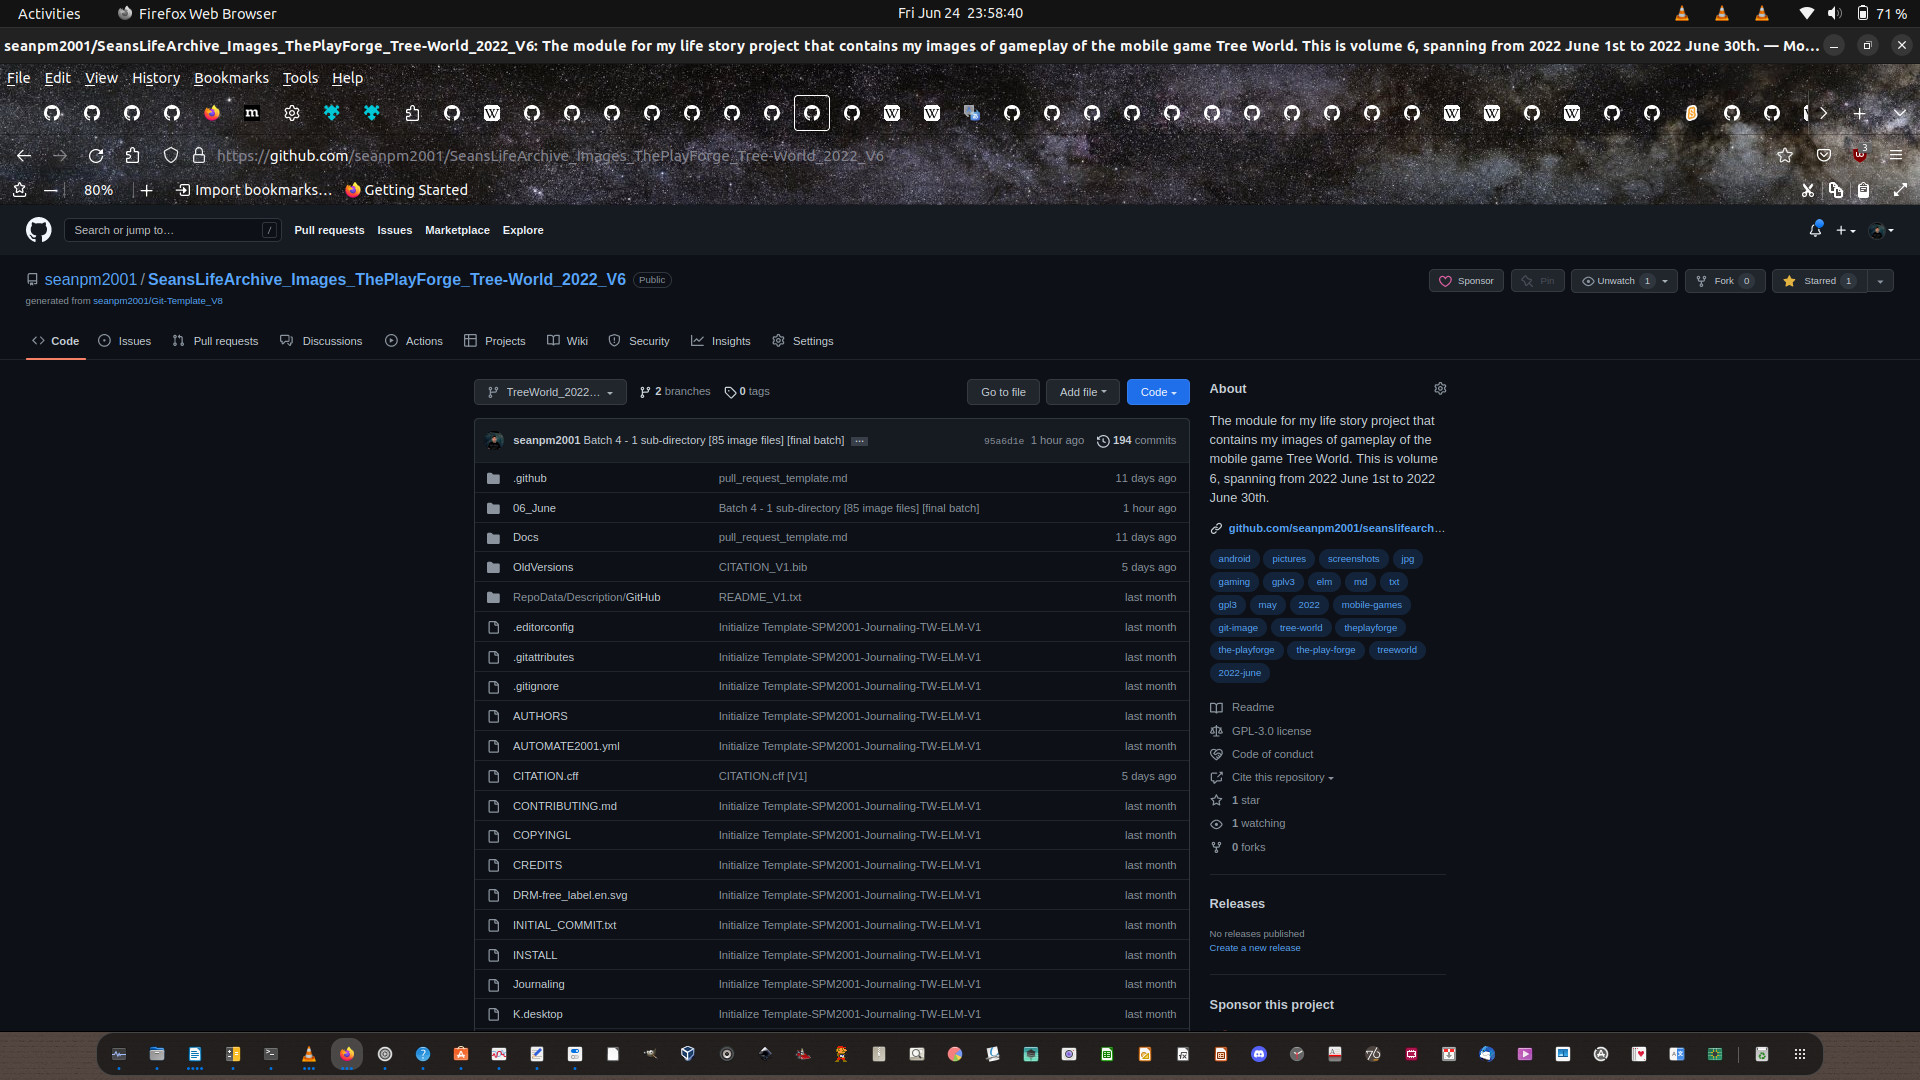 Activities Firefox Web Browser Fri Jun 24 23:58:40 71 %
seanpm2001/SeansLifeArchive_Images_ThePlayForge_Tree-World_2022_V6: The module for my life story project that contains my images of gameplay of the mobile game Tree World. This is volume 6, spanning from 2022 June 1st to 2022 June 30th. — Mo…
File Edit View History Bookmarks Tools Help
https://github.com/seanpm2001/SeansLifeArchive_Images_ThePlayForge_Tree-World_2022_V6 3
80% Import bookmarks… Getting Started
Search or jump to… / Pull requests Issues Marketplace Explore
seanpm2001 / SeansLifeArchive_Images_ThePlayForge_Tree-World_2022_V6 Public Sponsor Pin Unwatch 1 Fork 0 Starred 1
generated from seanpm2001/Git-Template_V8
Code Issues Pull requests Discussions Actions Projects Wiki Security Insights Settings
TreeWorld_2022… 2 branches 0 tags Go to file Add file Code
seanpm2001 Batch 4 - 1 sub-directory [85 image files] [final batch] … 95a6d1e 1 hour ago 194 commits
.github pull_request_template.md 11 days ago
06_June Batch 4 - 1 sub-directory [85 image files] [final batch] 1 hour ago
Docs pull_request_template.md 11 days ago
OldVersions CITATION_V1.bib 5 days ago
RepoData/Description/GitHub README_V1.txt last month
.editorconfig Initialize Template-SPM2001-Journaling-TW-ELM-V1 last month
.gitattributes Initialize Template-SPM2001-Journaling-TW-ELM-V1 last month
.gitignore Initialize Template-SPM2001-Journaling-TW-ELM-V1 last month
AUTHORS Initialize Template-SPM2001-Journaling-TW-ELM-V1 last month
AUTOMATE2001.yml Initialize Template-SPM2001-Journaling-TW-ELM-V1 last month
CITATION.cff CITATION.cff [V1] 5 days ago
CONTRIBUTING.md Initialize Template-SPM2001-Journaling-TW-ELM-V1 last month
COPYINGL Initialize Template-SPM2001-Journaling-TW-ELM-V1 last month
CREDITS Initialize Template-SPM2001-Journaling-TW-ELM-V1 last month
DRM-free_label.en.svg Initialize Template-SPM2001-Journaling-TW-ELM-V1 last month
INITIAL_COMMIT.txt Initialize Template-SPM2001-Journaling-TW-ELM-V1 last month
INSTALL Initialize Template-SPM2001-Journaling-TW-ELM-V1 last month
Journaling Initialize Template-SPM2001-Journaling-TW-ELM-V1 last month
K.desktop Initialize Template-SPM2001-Journaling-TW-ELM-V1 last month
About
The module for my life story project that
contains my images of gameplay of the
mobile game Tree World. This is volume
6, spanning from 2022 June 1st to 2022
June 30th.
github.com/seanpm2001/seanslifearch…
android pictures screenshots jpg
gaming gplv3 elm md txt
gpl3 may 2022 mobile-games
git-image tree-world theplayforge
the-playforge the-play-forge treeworld
2022-june
Readme
GPL-3.0 license
Code of conduct
Cite this repository
1 star
1 watching
0 forks
Releases
No releases published
Create a new release
Sponsor this project